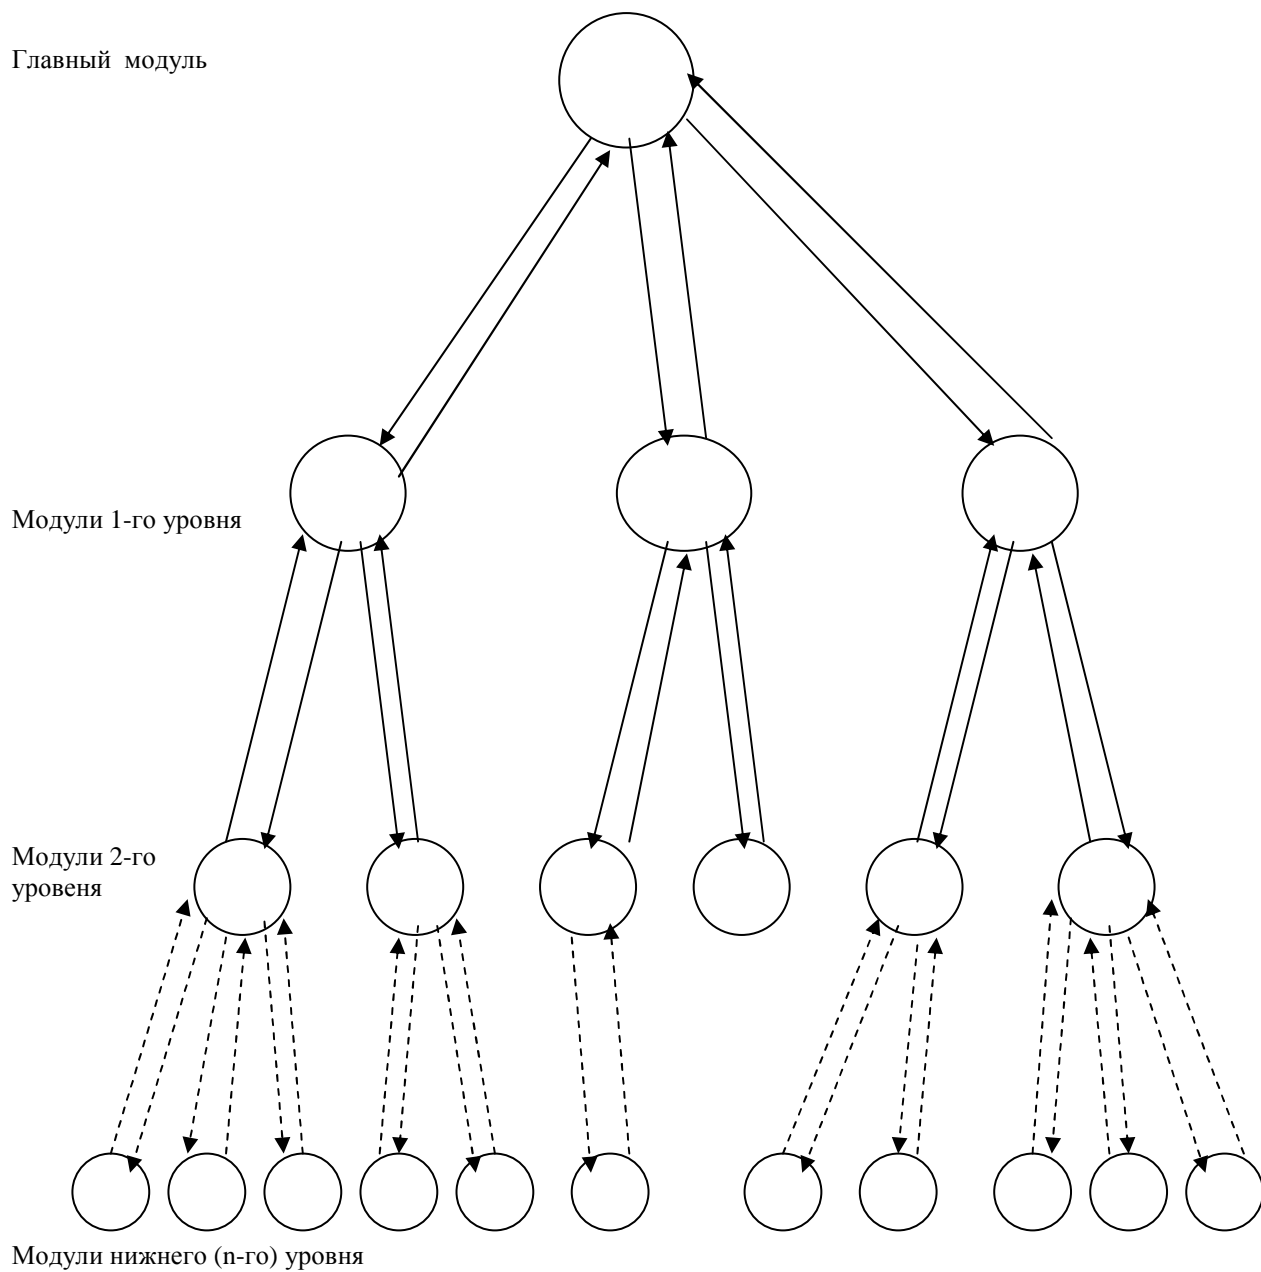 Главный модуль
Модули 1-го уровня
Модули 2-го
уровеня
Модули нижнего (n-го) уровня